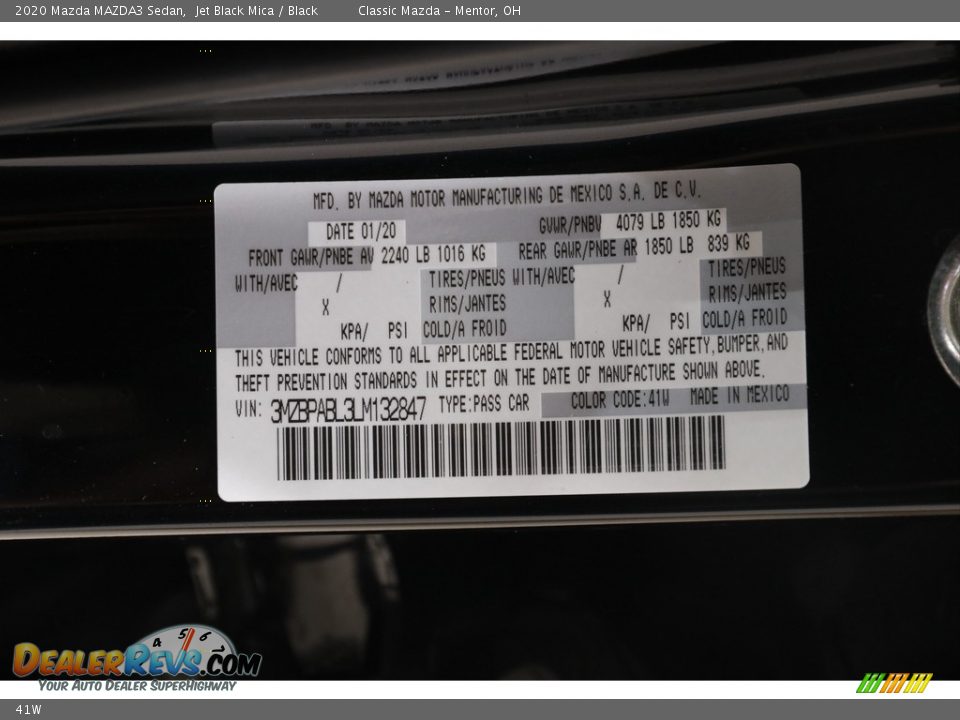 2020 Mazda MAZDA3 Sedan, Jet Black Mica / Black Classic Mazda - Mentor, OH
MFD. BY MAZDA MOTOR MANUFACTURING DE MEXICO S.A. DE C.V.
DATE 01/20 GVWR/PNBV 4079 LB 1850 KG
FRONT GAWR/PNBE AV 2240 LB 1016 KG REAR GAWR/PNBE AR 1850 LB 839 KG
WITH/AVEC / TIRES/PNEUS WITH/AVEC / TIRES/PNEUS
X RIMS/JANTES X RIMS/JANTES
KPA/ PSI COLD/A FROID KPA/ PSI COLD/A FROID
THIS VEHICLE CONFORMS TO ALL APPLICABLE FEDERAL MOTOR VEHICLE SAFETY,BUMPER,AND
THEFT PREVENTION STANDARDS IN EFFECT ON THE DATE OF MANUFACTURE SHOWN ABOVE.
VIN: 3MZBPABL3LM132847 TYPE:PASS CAR COLOR CODE:41W MADE IN MEXICO
4 5 6
DEALERREVS.COM
YOUR AUTO DEALER SUPERHIGHWAY
41W